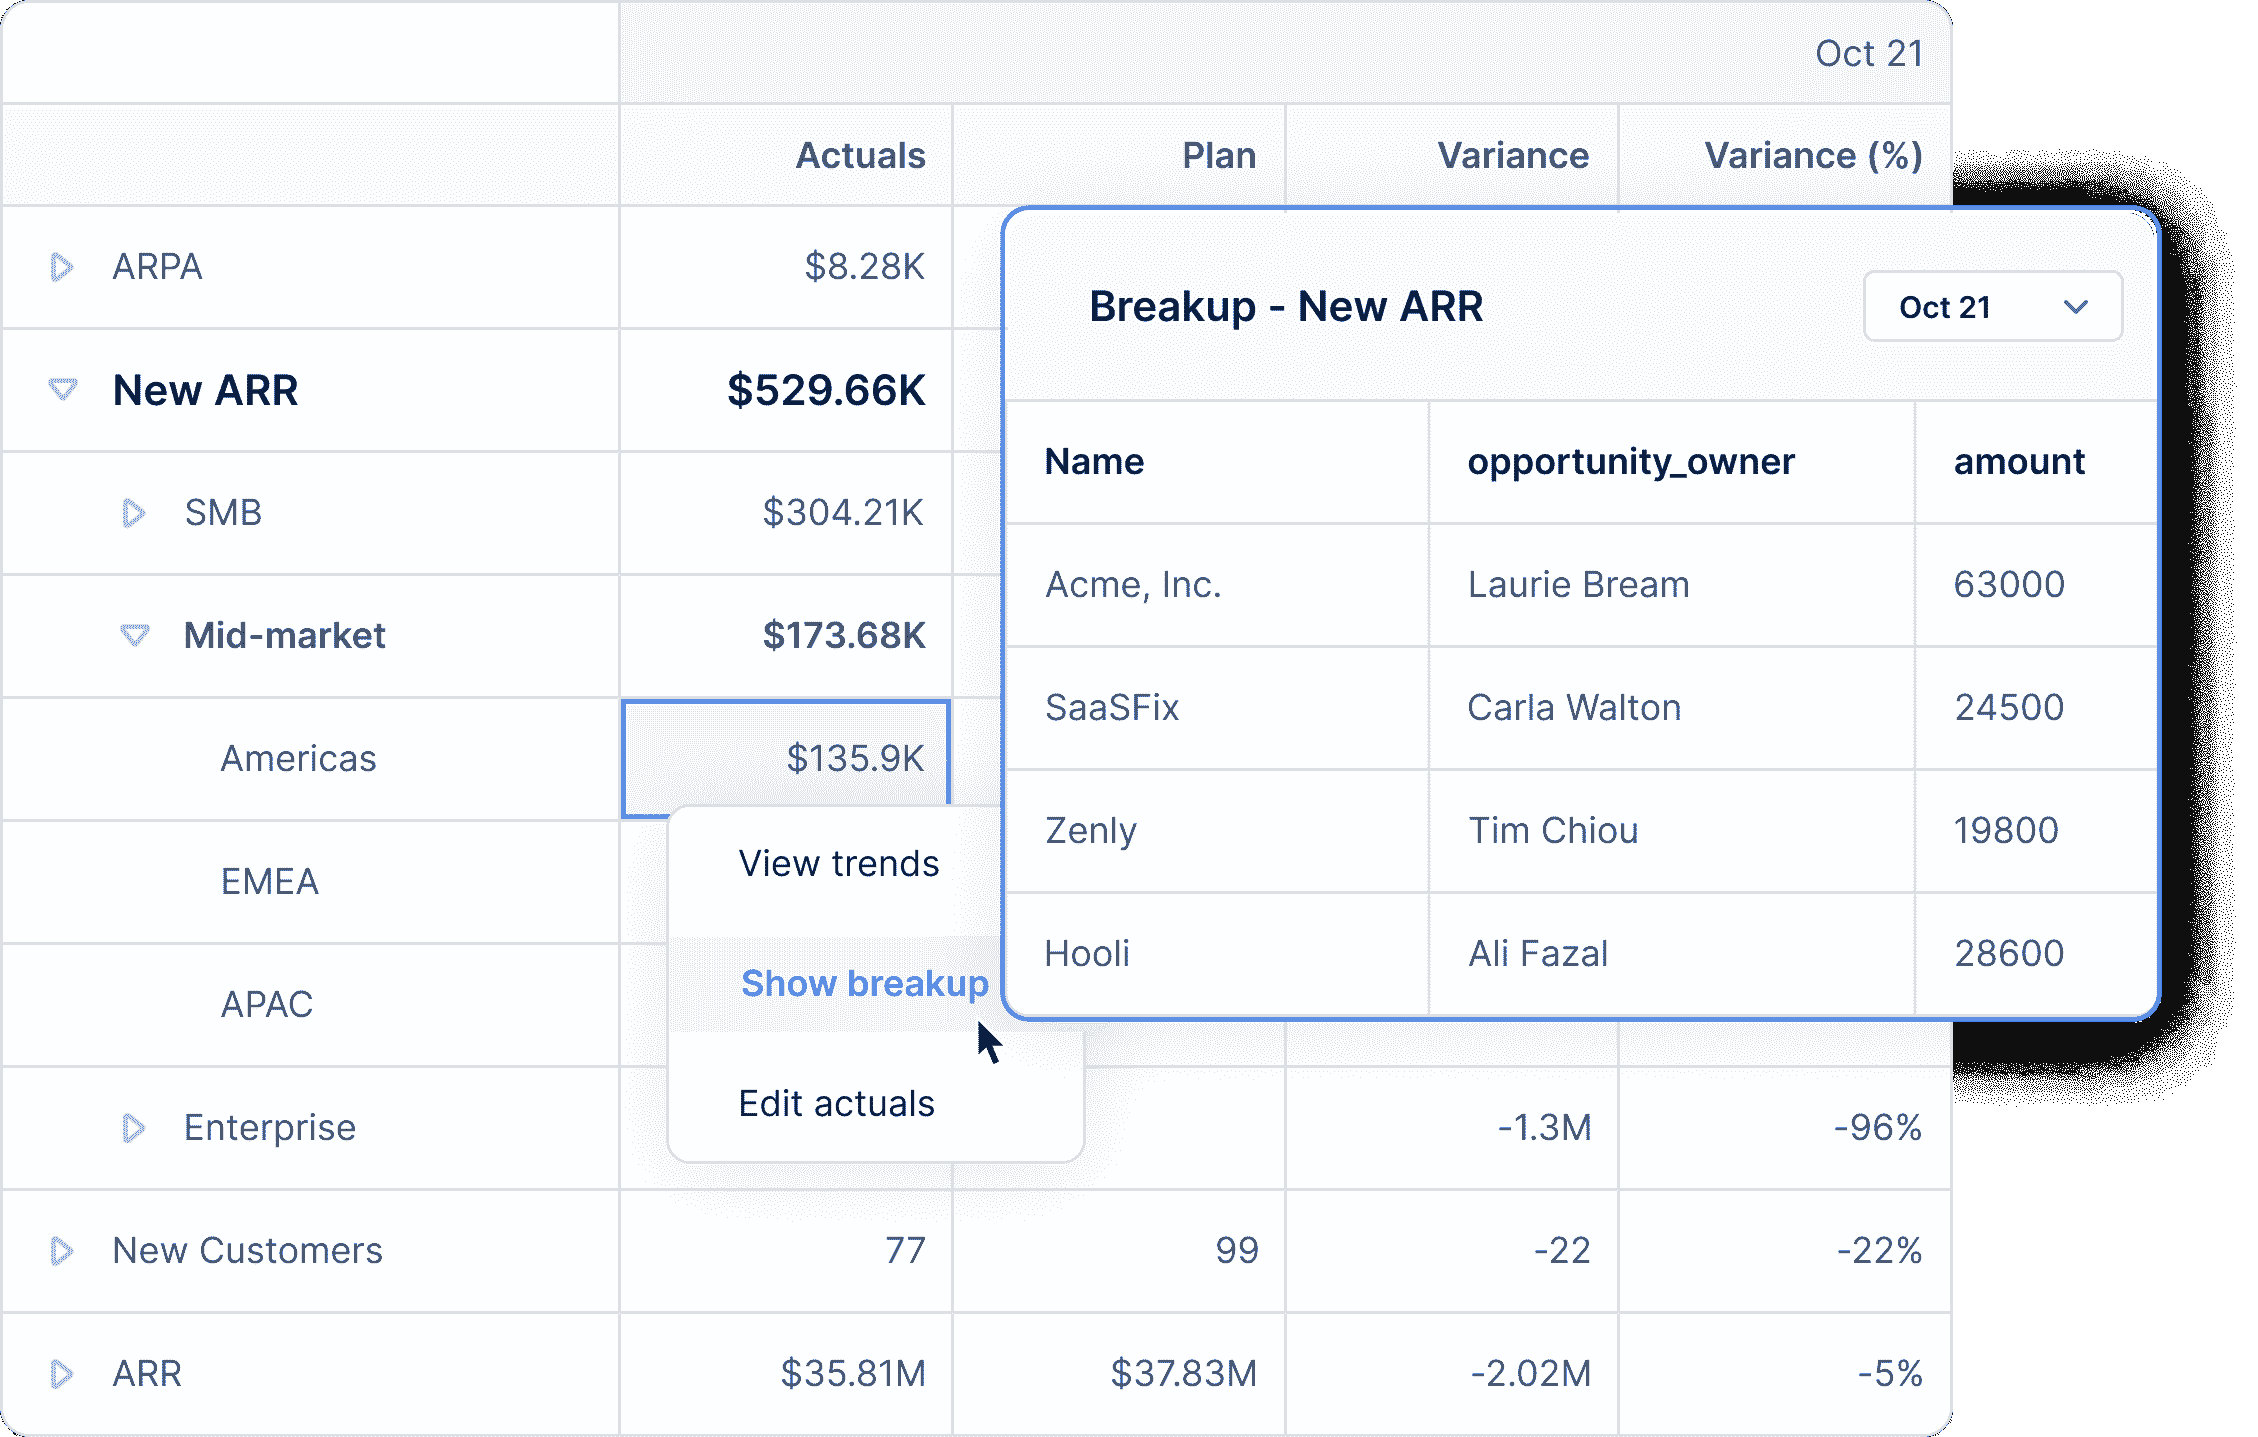 Oct 21
Actuals Plan Variance Variance (%)
ARPA $8.28K
New ARR $529.66K
SMB $304.21K
Mid-market $173.68K
Americas $135.9K
EMEA
APAC
Enterprise -1.3M -96%
New Customers 77 99 -22 -22%
ARR $35.81M $37.83M -2.02M -5%
View trends
Show breakup
Edit actuals
Breakup - New ARR Oct 21
Name opportunity_owner amount
Acme, Inc. Laurie Bream 63000
SaaSFix Carla Walton 24500
Zenly Tim Chiou 19800
Hooli Ali Fazal 28600